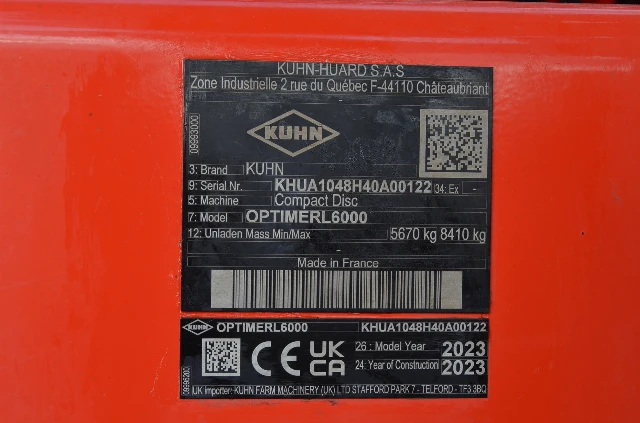 KUHN-HUARD S.A.S
Zone Industrielle 2 rue du Québec F-44110 Châteaubriant
09993000
KUHN
3: Brand KUHN
9: Serial Nr. KHUA1048H40A00122 34: Ex -
5: Machine Compact Disc
7: Model OPTIMERL6000
12: Unladen Mass Min/Max 5670 kg 8410 kg
Made in France
KUHN OPTIMERL6000 KHUA1048H40A00122
CE UK CA
26: Model Year 2023
24: Year of Construction 2023
UK importer: KUHN FARM MACHINERY (UK) LTD STAFFORD PARK 7 - TELFORD - TF3 3BQ